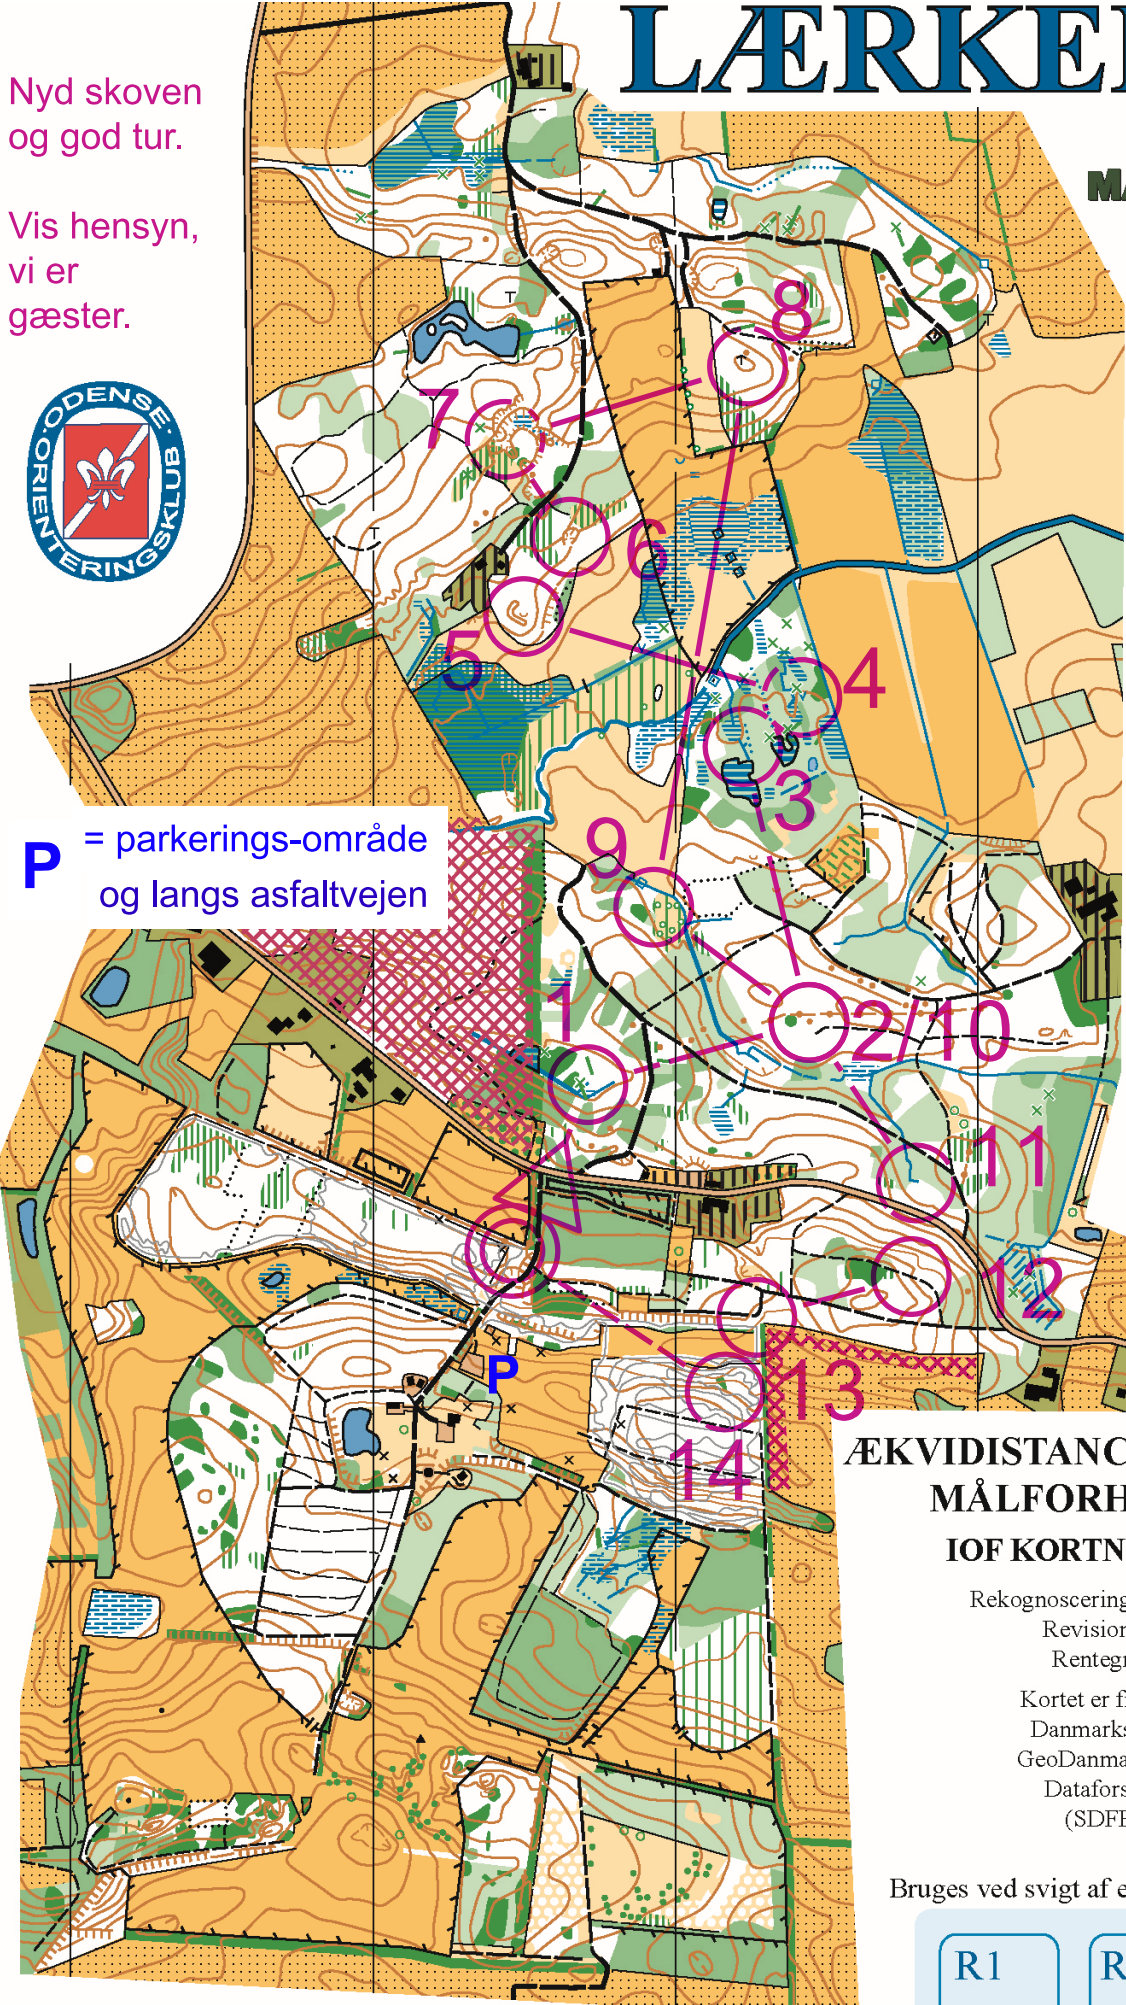 LÆRKE
Nyd skoven
og god tur.
Vis hensyn,
vi er
gæster.
ODENSE
ORIENTERINGSKLUB
8
7
6
5
4
3
9
P = parkerings-område
og langs asfaltvejen
1
2/10
11
12
13
14
P
ÆKVIDISTANC
MÅLFORH
IOF KORTN
Rekognoscering
Revision
Rentegr
Kortet er f
Danmarks
GeoDanma
Datafors
(SDFE
Bruges ved svigt af e
R1
R